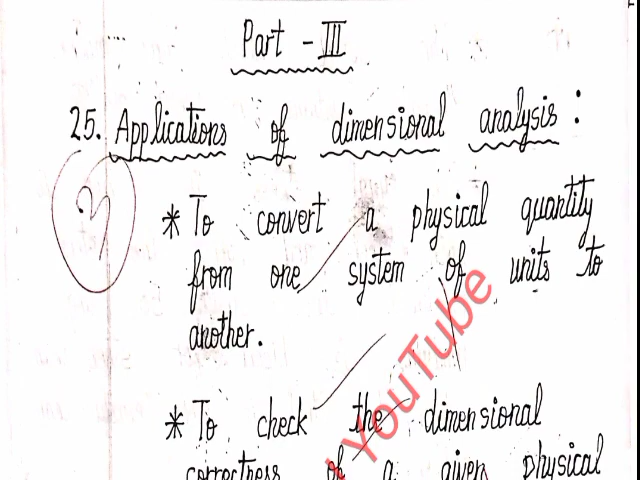 Part - III
25. Applications of dimensional analysis :
3
* To convert a physical quantity
from one system of units to
another.
YouTube
* To check the dimensional
correctness of a given physical